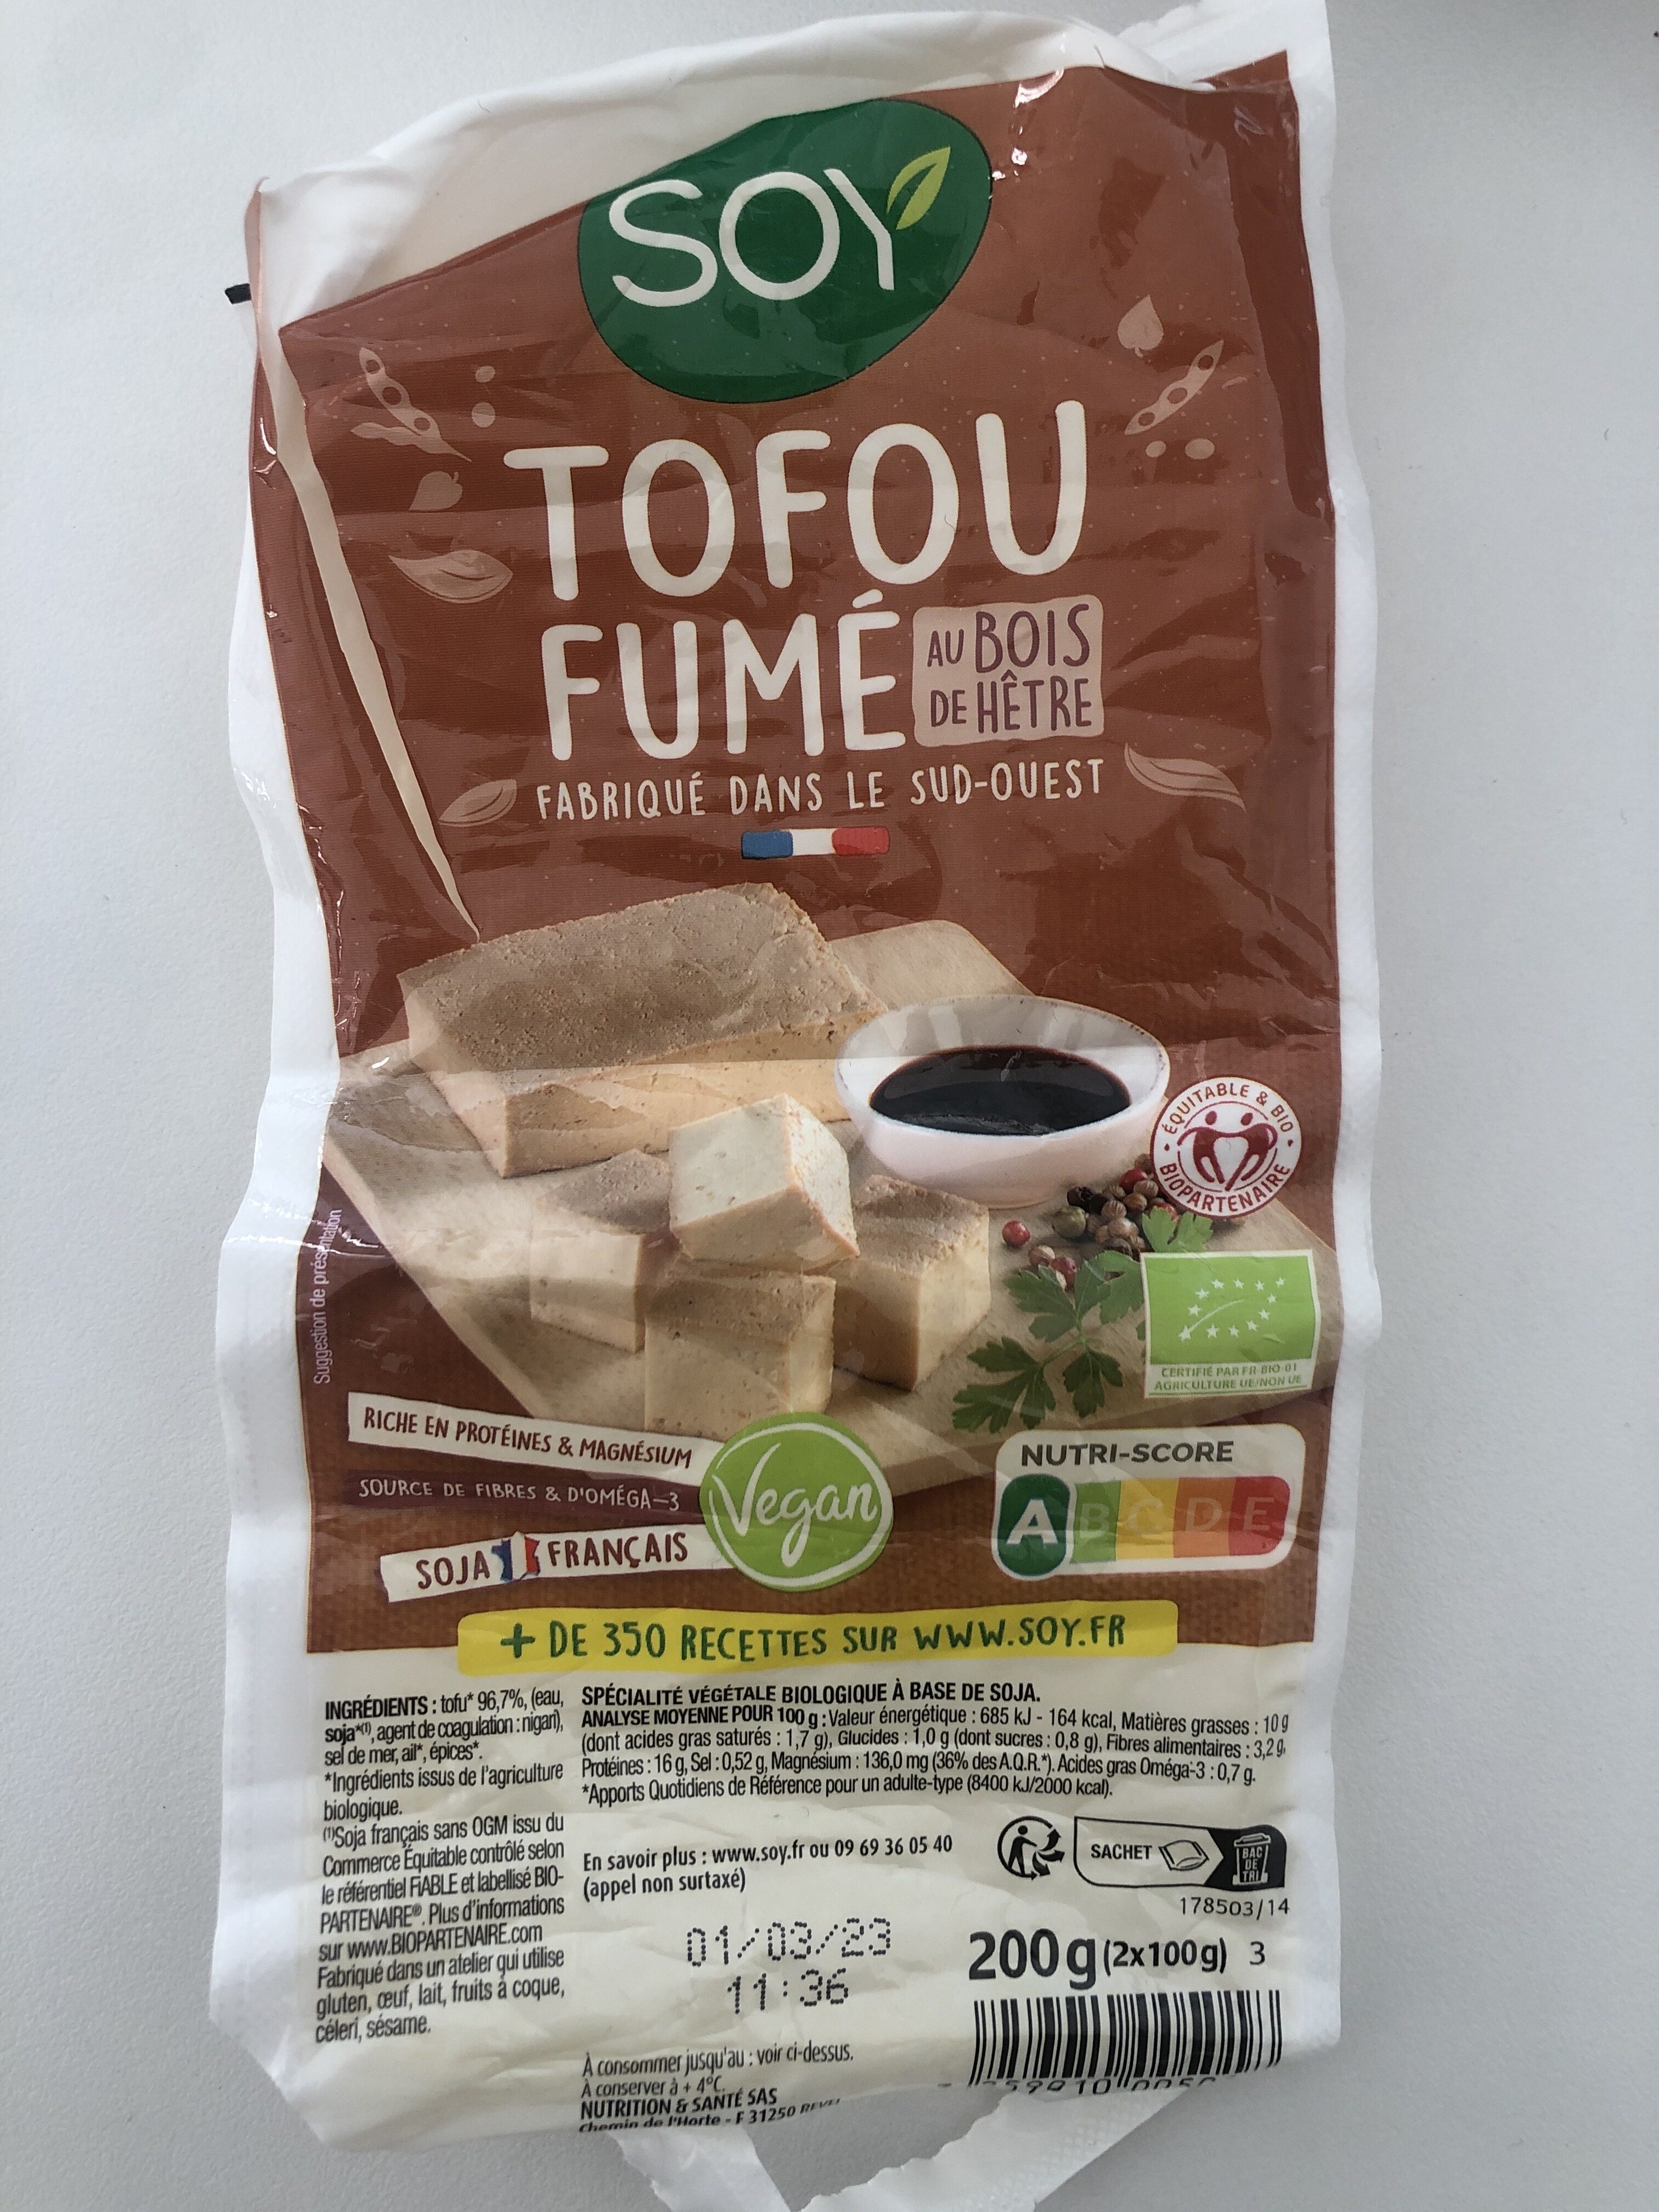 SOY
TOFOU
FUMÉ
AU BOIS
DE HÊTRE
FABRIQUÉ DANS LE SUD-OUEST
ÉQUITABLE & BIO
BIOPARTENAIRE
CERTIFIÉ PAR FR-BIO-01
AGRICULTURE UE/NON UE
Suggestion de présentation
RICHE EN PROTÉINES & MAGNÉSIUM
SOURCE DE FIBRES & D'OMÉGA-3
SOJA FRANÇAIS
Vegan
NUTRI-SCORE
A B C D E
+ DE 350 RECETTES SUR WWW.SOY.FR
INGRÉDIENTS : tofu* 96,7%, (eau,
soja*⁽¹⁾, agent de coagulation : nigari),
sel de mer, ail*, épices*.
*Ingrédients issus de l'agriculture
biologique.
⁽¹⁾Soja français sans OGM issu du
Commerce Équitable contrôlé selon
le référentiel FiABLE et labellisé BIO-
PARTENAIRE®. Plus d'informations
sur www.BIOPARTENAIRE.com
Fabriqué dans un atelier qui utilise
gluten, œuf, lait, fruits à coque,
céleri, sésame.
SPÉCIALITÉ VÉGÉTALE BIOLOGIQUE À BASE DE SOJA.
ANALYSE MOYENNE POUR 100 g : Valeur énergétique : 685 kJ - 164 kcal, Matières grasses : 10 g
(dont acides gras saturés : 1,7 g), Glucides : 1,0 g (dont sucres : 0,8 g), Fibres alimentaires : 3,2 g,
Protéines : 16 g, Sel : 0,52 g, Magnésium : 136,0 mg (36% des A.Q.R.*). Acides gras Oméga-3 : 0,7 g.
*Apports Quotidiens de Référence pour un adulte-type (8400 kJ/2000 kcal).
En savoir plus : www.soy.fr ou 09 69 36 05 40
(appel non surtaxé)
SACHET
BAC
DE
TRI
178503/14
01/03/23
11:36
200 g (2x100g) 3
À consommer jusqu'au : voir ci-dessus.
À conserver à + 4°C.
NUTRITION & SANTÉ SAS
Chemin de l'Horte - F 31250 REVEL